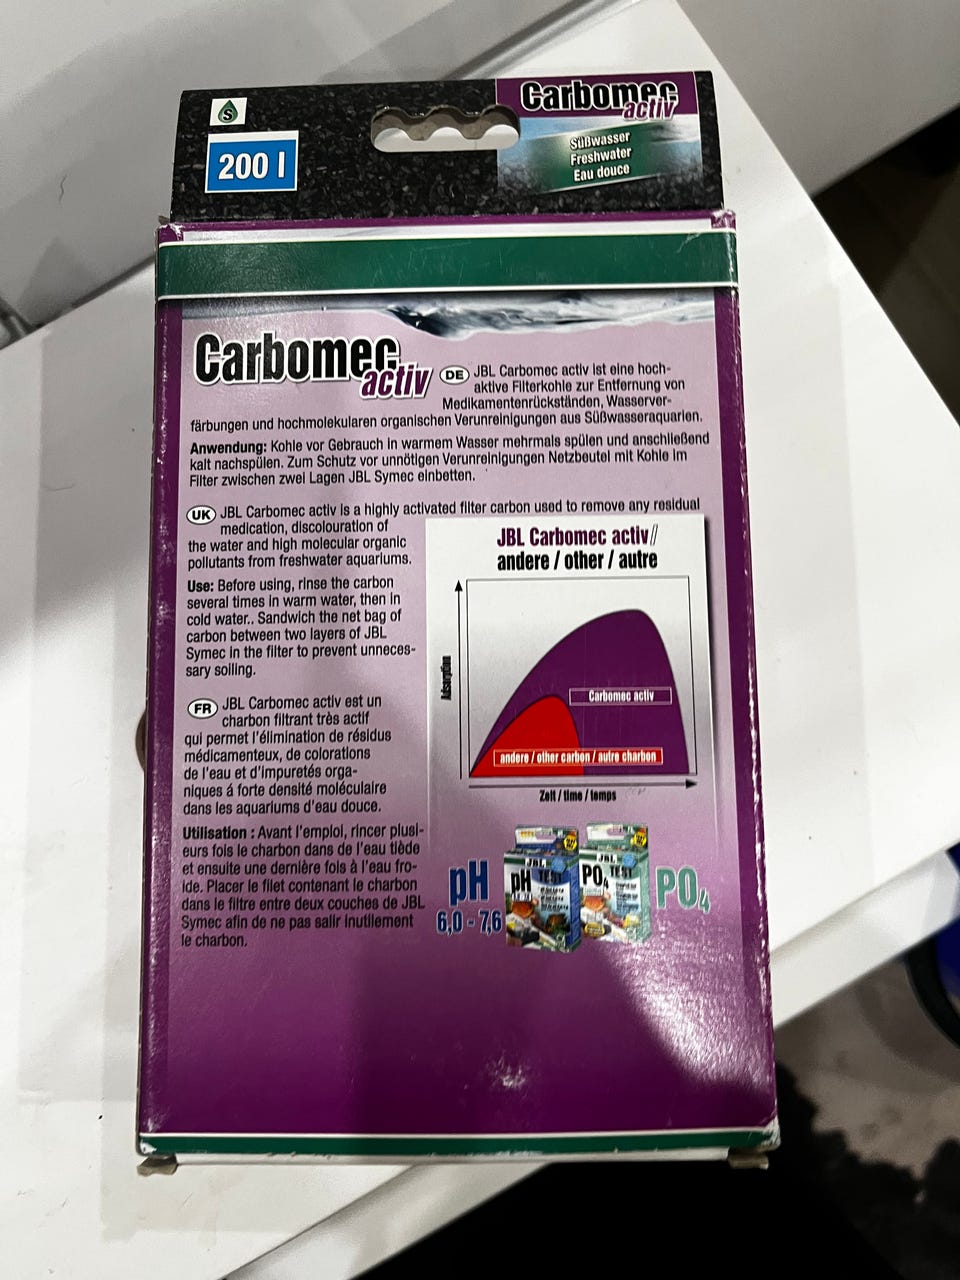 S
200 l
Carbomec
activ
Süßwasser
Freshwater
Eau douce
Carbomec
activ
DE JBL Carbomec activ ist eine hoch-
aktive Filterkohle zur Entfernung von
Medikamentenrückständen, Wasserver-
färbungen und hochmolekularen organischen Verunreinigungen aus Süßwasseraquarien.
Anwendung: Kohle vor Gebrauch in warmem Wasser mehrmals spülen und anschließend
kalt nachspülen. Zum Schutz vor unnötigen Verunreinigungen Netzbeutel mit Kohle im
Filter zwischen zwei Lagen JBL Symec einbetten.
UK JBL Carbomec activ is a highly activated filter carbon used to remove any residual
medication, discolouration of
the water and high molecular organic
pollutants from freshwater aquariums.
Use: Before using, rinse the carbon
several times in warm water, then in
cold water.. Sandwich the net bag of
carbon between two layers of JBL
Symec in the filter to prevent unneces-
sary soiling.
FR JBL Carbomec activ est un
charbon filtrant très actif
qui permet l'élimination de résidus
médicamenteux, de colorations
de l'eau et d'impuretés orga-
niques á forte densité moléculaire
dans les aquariums d'eau douce.
Utilisation : Avant l'emploi, rincer plusi-
eurs fois le charbon dans de l'eau tiède
et ensuite une dernière fois à l'eau fro-
ide. Placer le filet contenant le charbon
dans le filtre entre deux couches de JBL
Symec afin de ne pas salir inutilement
le charbon.
JBL Carbomec activ//
andere / other / autre
Adsorption
Carbomec activ
andere / other carbon / autre charbon
Zeit / time / temps
pH
6,0 - 7,6
JBL
TEST
pH
JBL
TEST
PO4
PO4